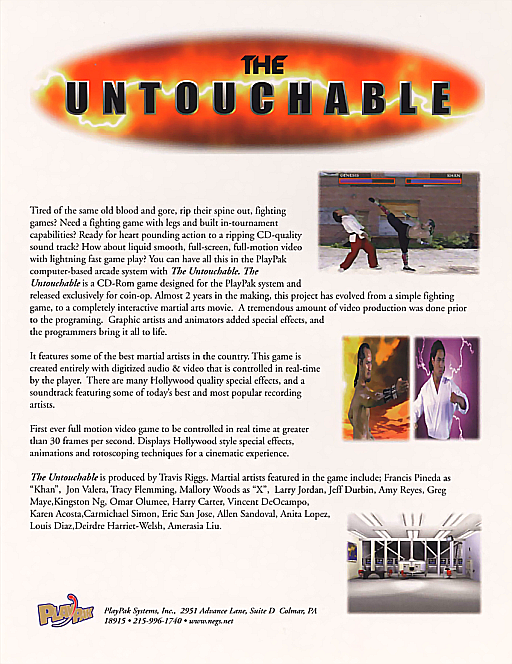 THE
UNTOUCHABLE
GENESIS
KHAN
Tired of the same old blood and gore, rip their spine out, fighting
games? Need a fighting game with legs and built in-tournament
capabilities? Ready for heart pounding action to a ripping CD-quality
sound track? How about liquid smooth, full-screen, full-motion video
with lightning fast game play? You can have all this in the PlayPak
computer-based arcade system with The Untouchable. The
Untouchable is a CD-Rom game designed for the PlayPak system and
released exclusively for coin-op. Almost 2 years in the making, this project has evolved from a simple fighting
game, to a completely interactive martial arts movie. A tremendous amount of video production was done prior
to the programing. Graphic artists and animators added special effects, and
the programmers bring it all to life.
It features some of the best martial artists in the country. This game is
created entirely with digitized audio & video that is controlled in real-time
by the player. There are many Hollywood quality special effects, and a
soundtrack featuring some of today's best and most popular recording
artists.
First ever full motion video game to be controlled in real time at greater
than 30 frames per second. Displays Hollywood style special effects,
animations and rotoscoping techniques for a cinematic experience.
The Untouchable is produced by Travis Riggs. Martial artists featured in the game include; Francis Pineda as
"Khan", Jon Valera, Tracy Flemming, Mallory Woods as "X", Larry Jordan, Jeff Durbin, Amy Reyes, Greg
Maye,Kingston Ng, Omar Olumee, Harry Carter, Vincent DeOcampo,
Karen Acosta,Carmichael Simon, Eric San Jose, Allen Sandoval, Anita Lopez,
Louis Diaz,Deirdre Harriet-Welsh, Amerasia Liu.
PLAYPAK
PlayPak Systems, Inc., 2951 Advance Lane, Suite D Colmar, PA
18915 • 215-996-1740 • www.negs.net